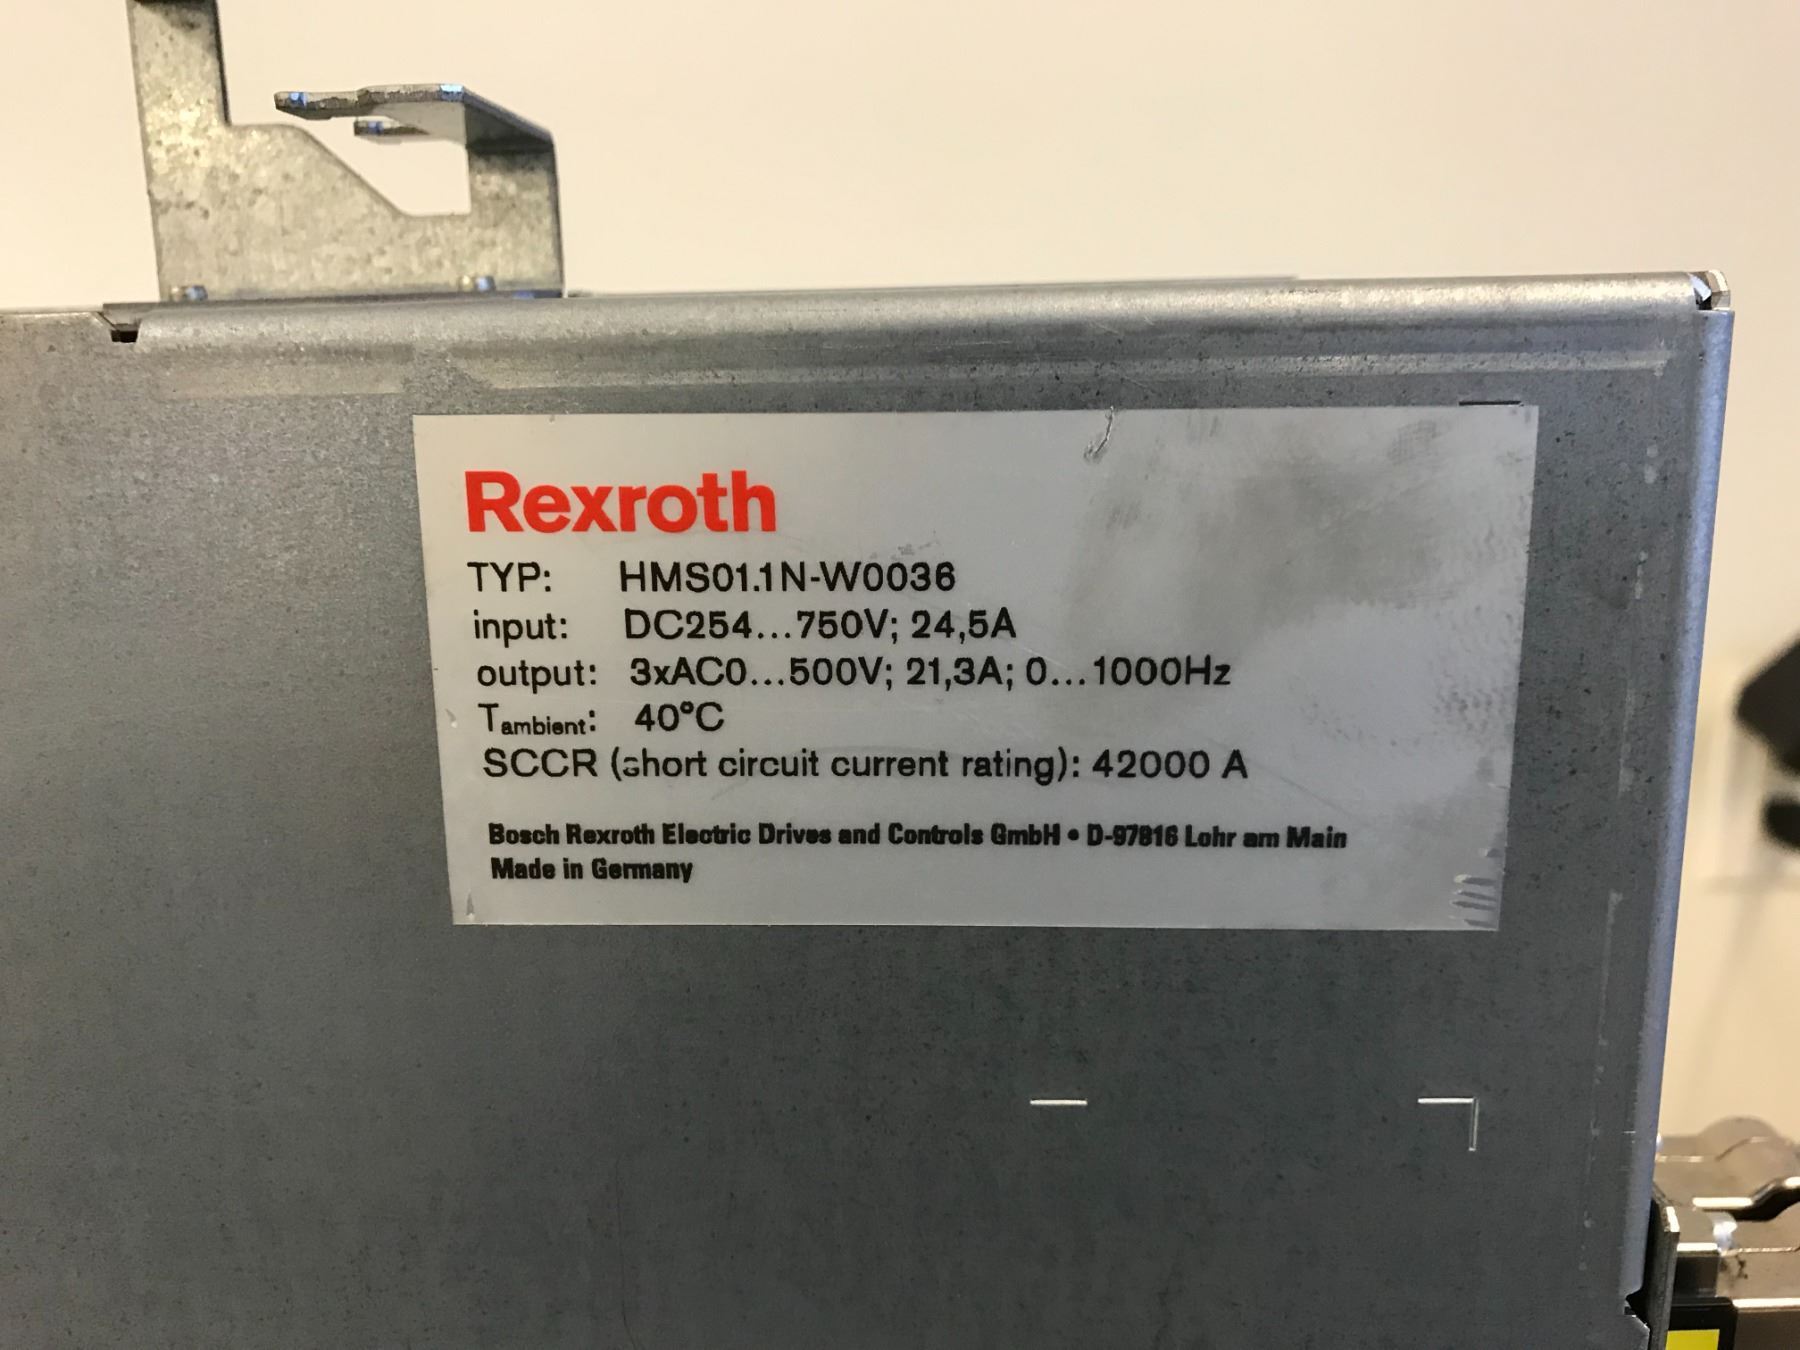 Rexroth
TYP: HMS01.1N-W0036
input: DC254...750V; 24,5A
output: 3xAC0...500V; 21,3A; 0...1000Hz
Tambient: 40°C
SCCR (short circuit current rating): 42000 A
Bosch Rexroth Electric Drives and Controls GmbH • D-97816 Lohr am Main
Made in Germany